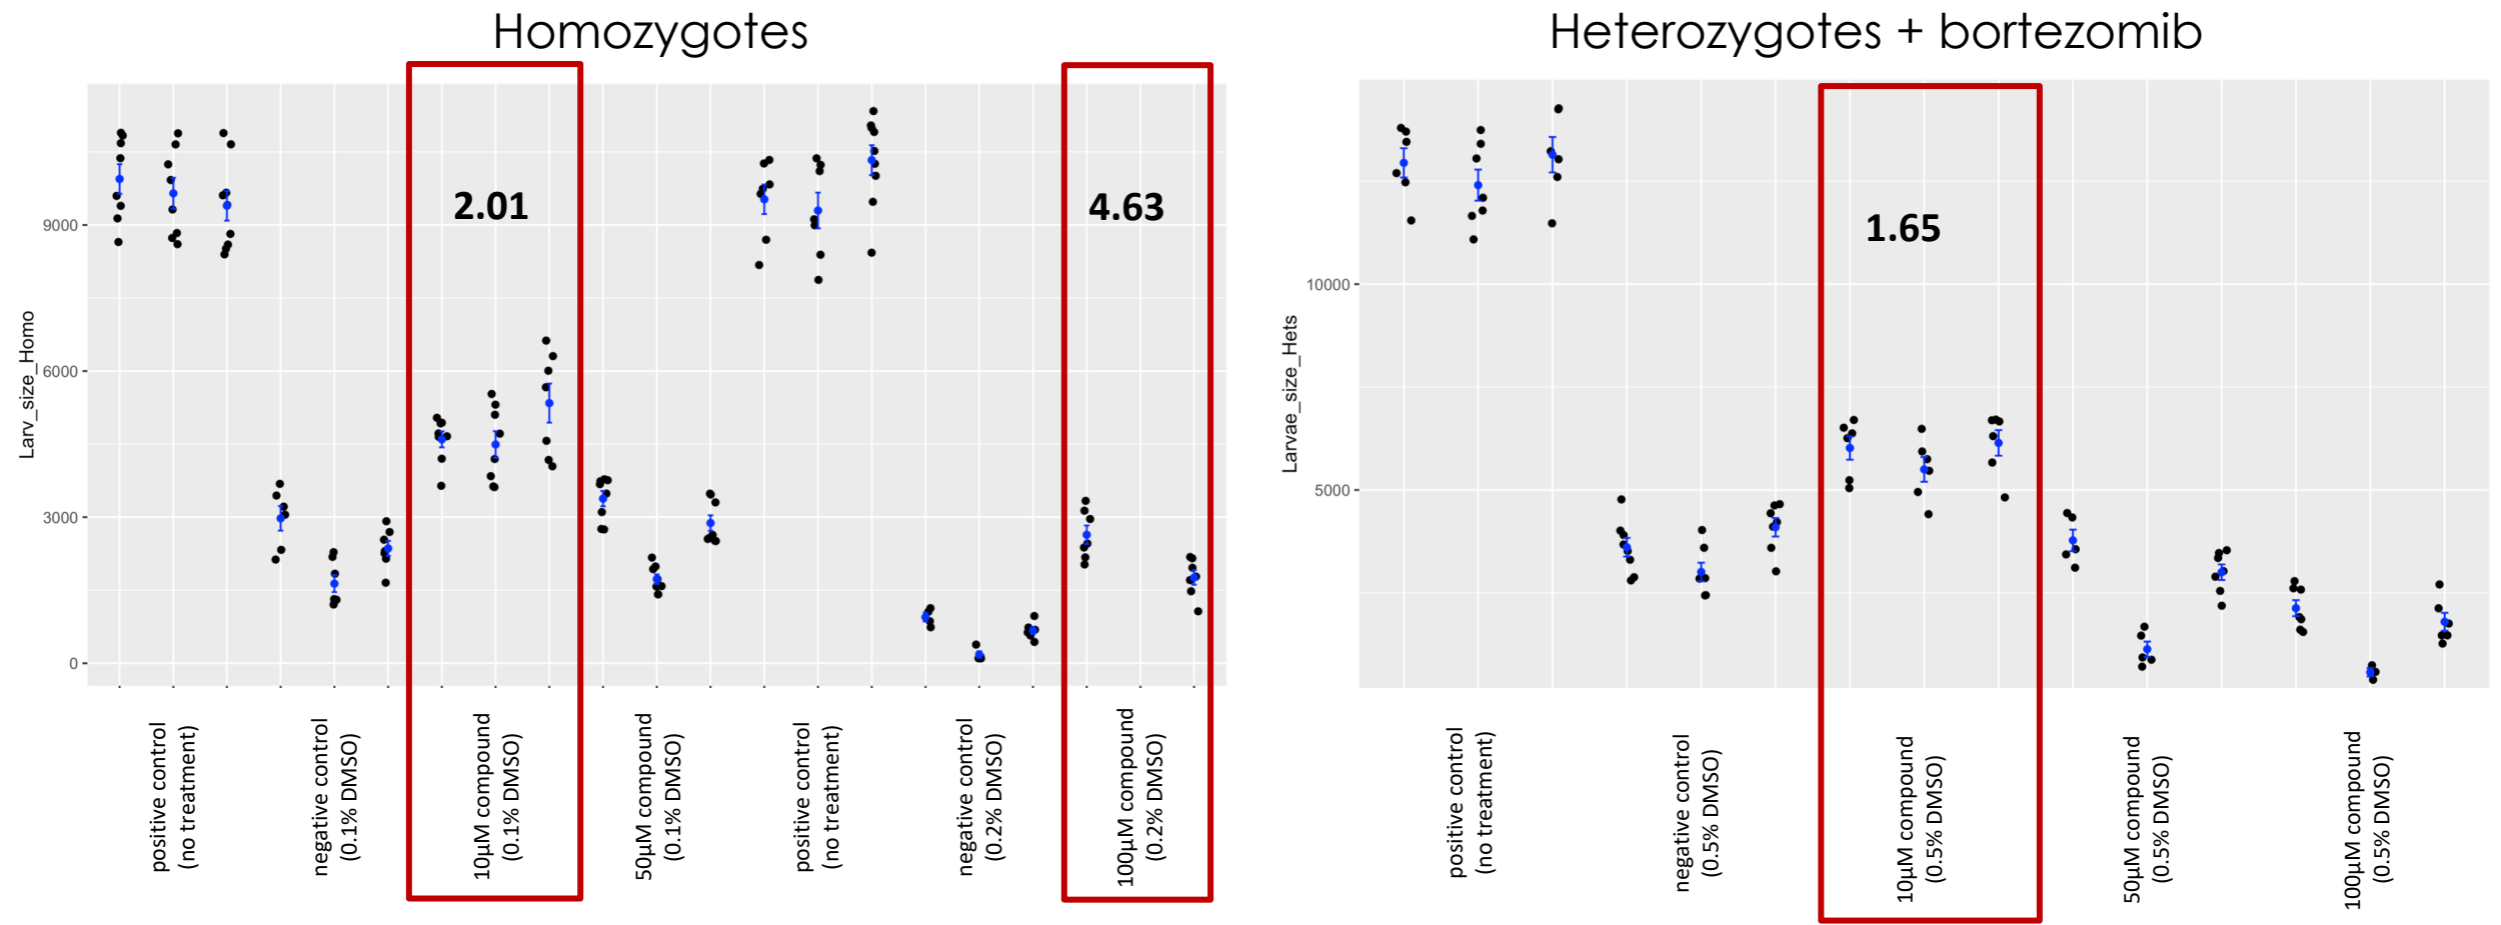 Homozygotes
Heterozygotes + bortezomib
Larv_size_Homo
9000
6000
3000
0
2.01
4.63
positive control
(no treatment)
negative control
(0.1% DMSO)
10µM compound
(0.1% DMSO)
50µM compound
(0.1% DMSO)
positive control
(no treatment)
negative control
(0.2% DMSO)
100µM compound
(0.2% DMSO)
Larvae_size_Hets
10000
5000
1.65
positive control
(no treatment)
negative control
(0.5% DMSO)
10µM compound
(0.5% DMSO)
50µM compound
(0.5% DMSO)
100µM compound
(0.5% DMSO)